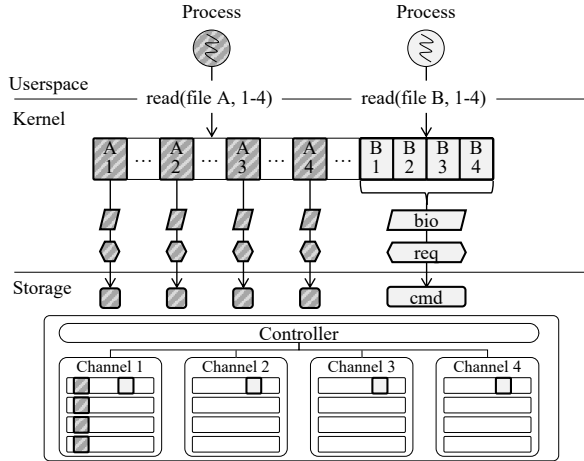 Process Process
Userspace
read(file A, 1-4) read(file B, 1-4)
Kernel
A A A A B B B B
1 ... 2 ... 3 ... 4 ... 1 2 3 4
bio
req
Storage
cmd
Controller
Channel 1 Channel 2 Channel 3 Channel 4